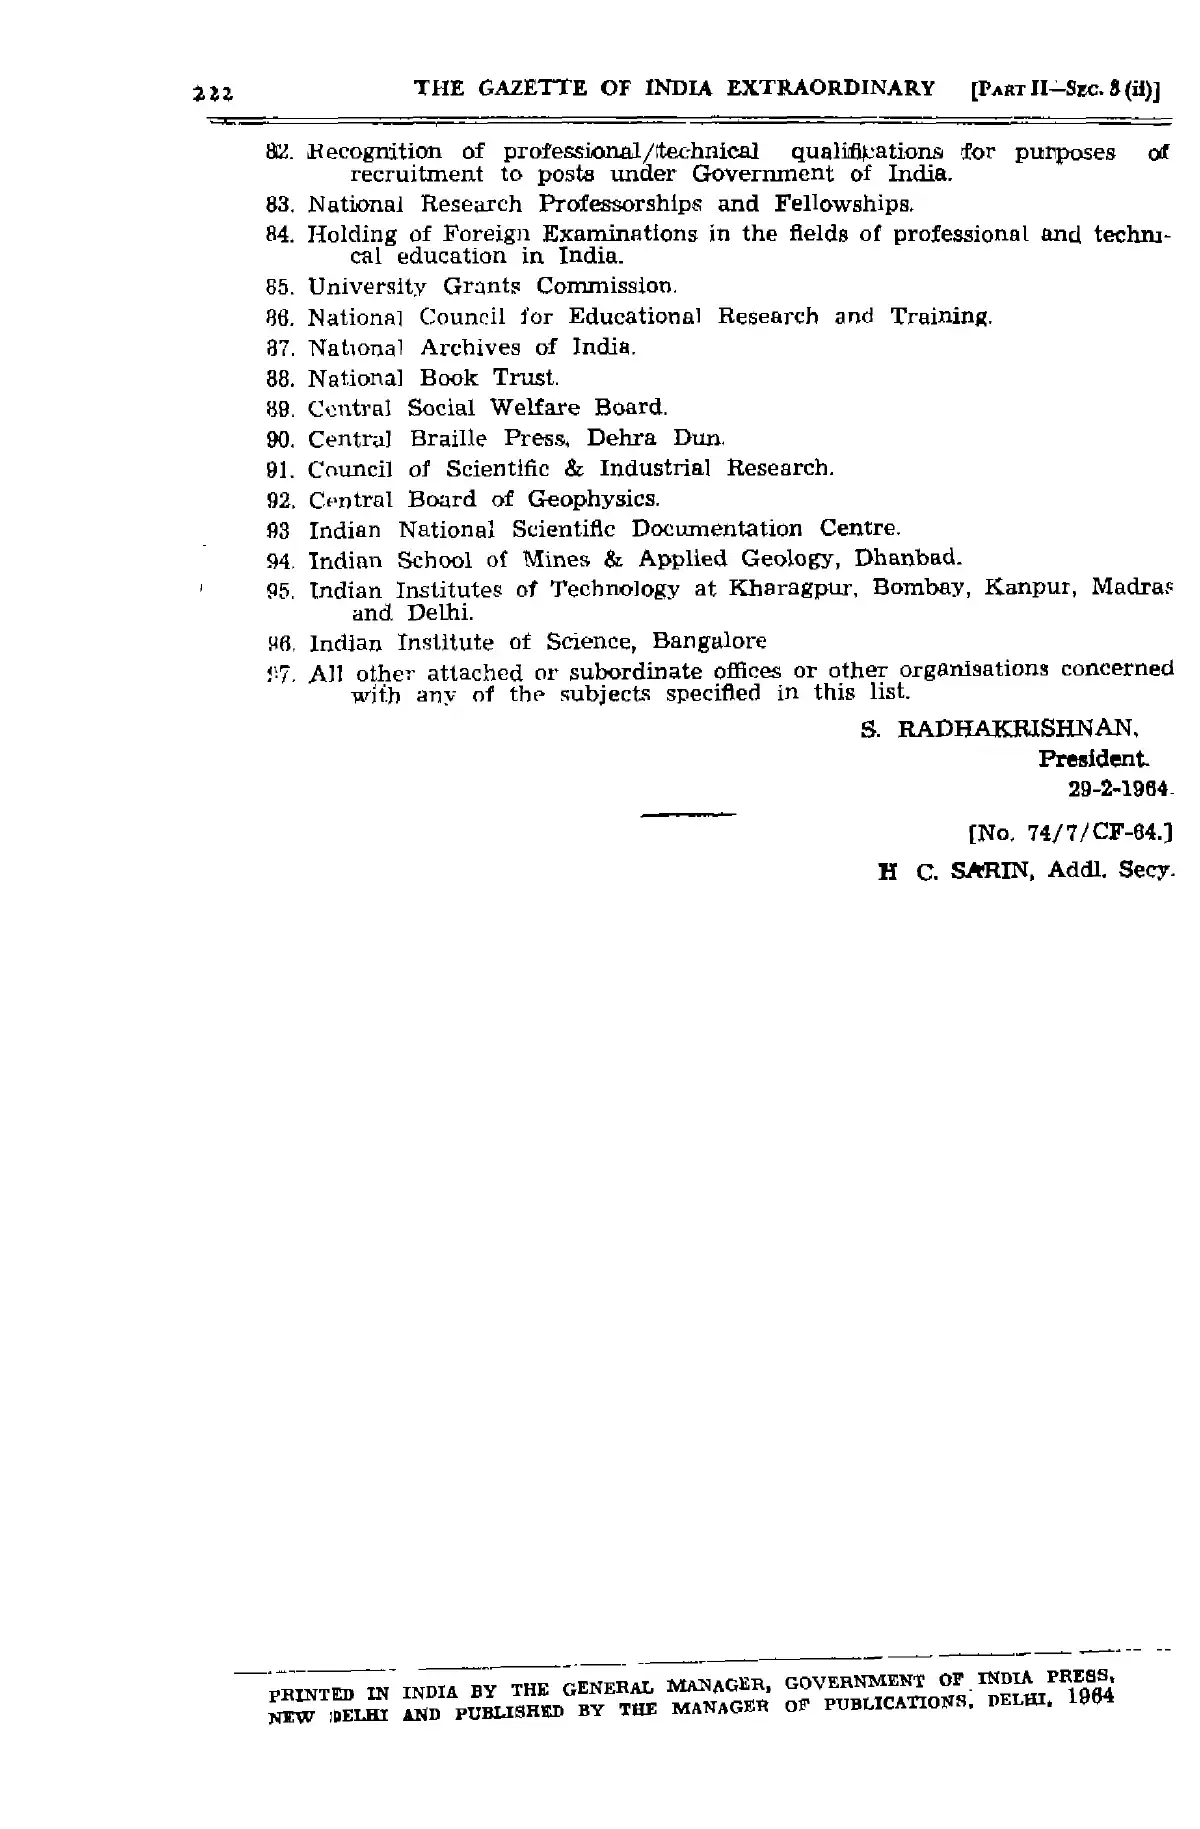 222 THE GAZETTE OF INDIA EXTRAORDINARY [PART II—SEC. 3 (ii)]
82. Recognition of professional/technical qualifications for purposes of
recruitment to posts under Government of India.
83. National Research Professorships and Fellowships.
84. Holding of Foreign Examinations in the fields of professional and techni-
cal education in India.
85. University Grants Commission.
86. National Council for Educational Research and Training.
87. National Archives of India.
88. National Book Trust.
89. Central Social Welfare Board.
90. Central Braille Press, Dehra Dun.
91. Council of Scientific & Industrial Research.
92. Central Board of Geophysics.
93 Indian National Scientific Documentation Centre.
94. Indian School of Mines & Applied Geology, Dhanbad.
95. Indian Institutes of Technology at Kharagpur, Bombay, Kanpur, Madras
and Delhi.
96. Indian Institute of Science, Bangalore
97. All other attached or subordinate offices or other organisations concerned
with any of the subjects specified in this list.
S. RADHAKRISHNAN,
President.
29-2-1964.
[No. 74/7/CF-64.]
H C. SARIN, Addl. Secy.
PRINTED IN INDIA BY THE GENERAL MANAGER, GOVERNMENT OF INDIA PRESS,
NEW DELHI AND PUBLISHED BY THE MANAGER OF PUBLICATIONS, DELHI, 1964